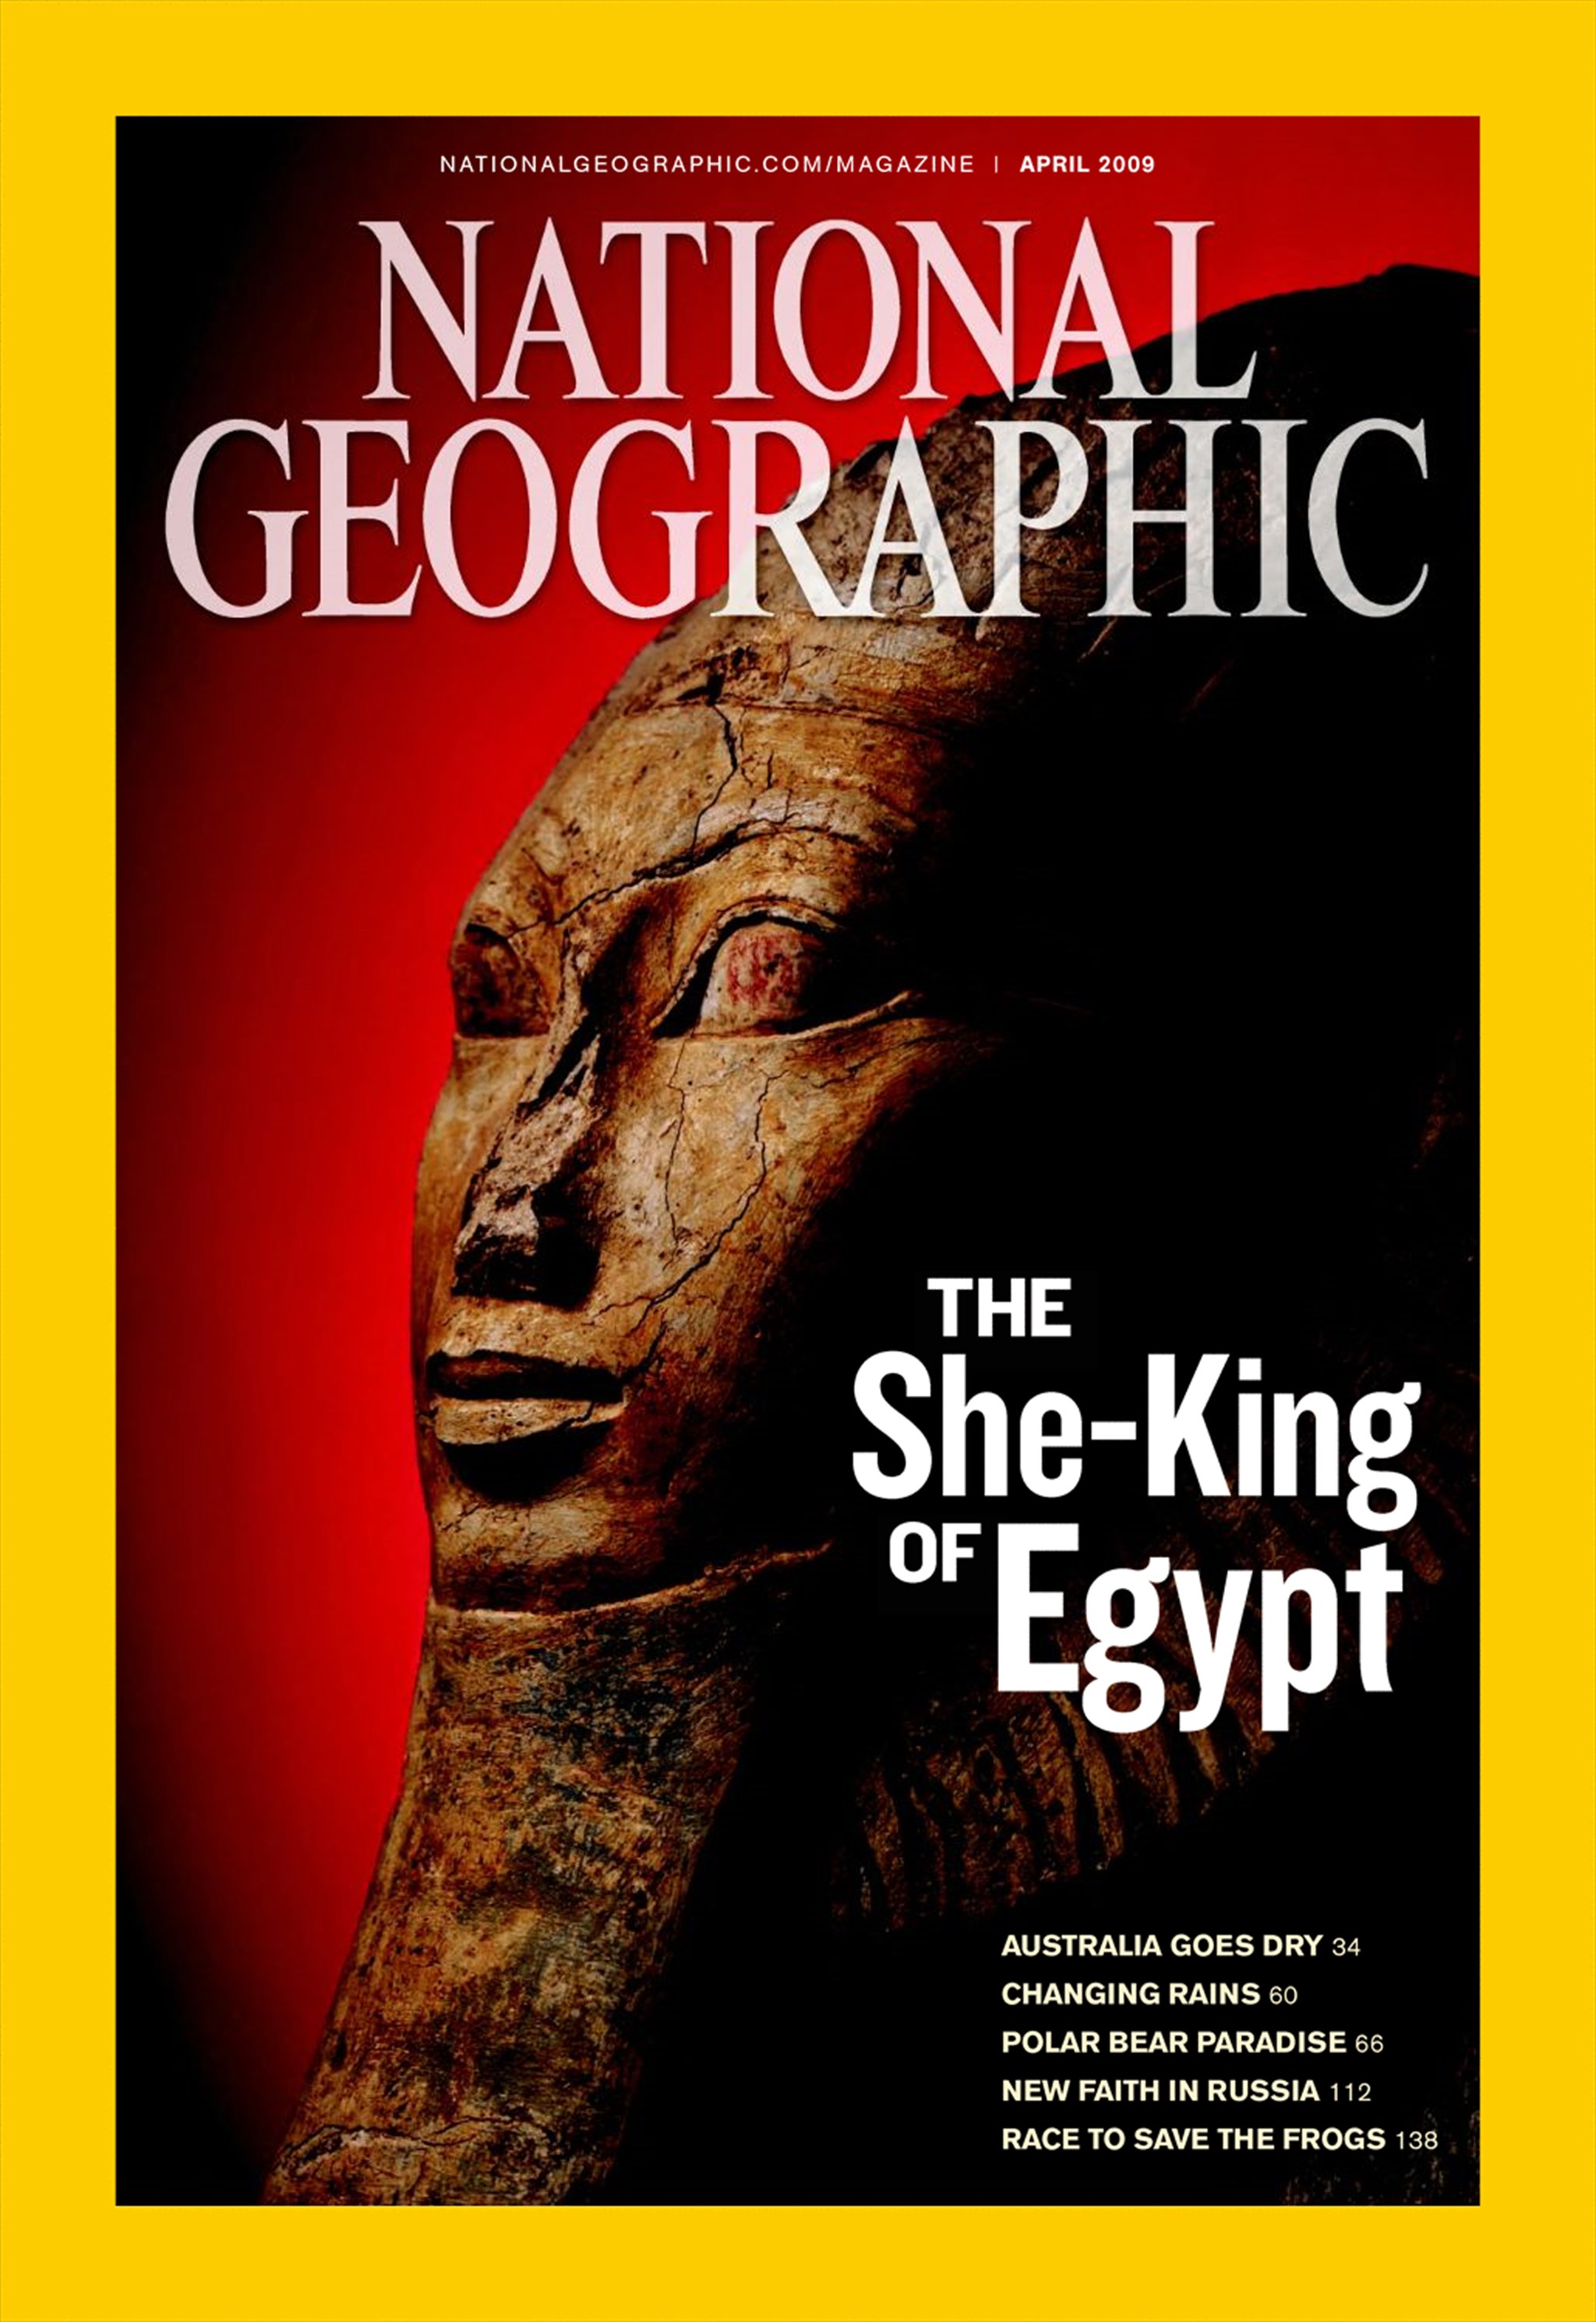 NATIONALGEOGRAPHIC.COM/MAGAZINE | APRIL 2009
NATIONAL
GEOGRAPHIC
THE
She-King
OF Egypt
AUSTRALIA GOES DRY 34
CHANGING RAINS 60
POLAR BEAR PARADISE 66
NEW FAITH IN RUSSIA 112
RACE TO SAVE THE FROGS 138